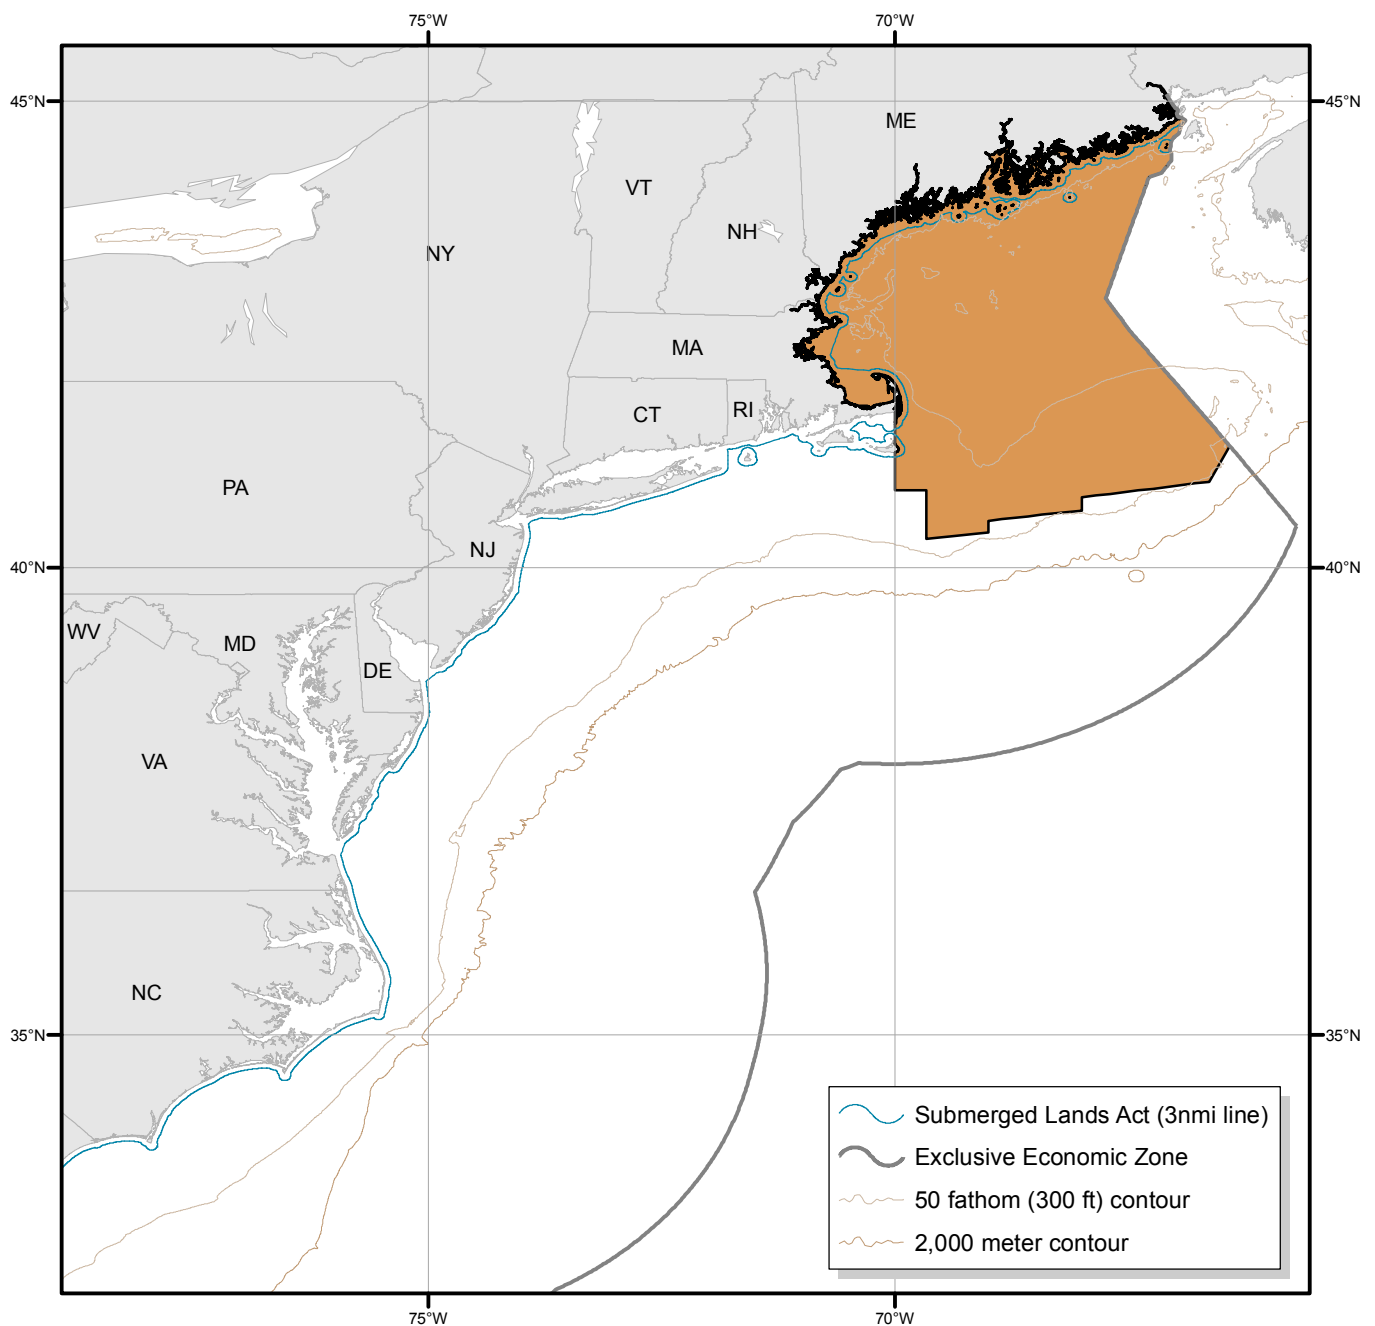 75°W 70°W
45°N 45°N
ME
VT
NH
NY
MA
CT RI
PA
NJ
40°N 40°N
WV
MD
DE
VA
NC
35°N 35°N
Submerged Lands Act (3nmi line)
Exclusive Economic Zone
50 fathom (300 ft) contour
2,000 meter contour
75°W 70°W